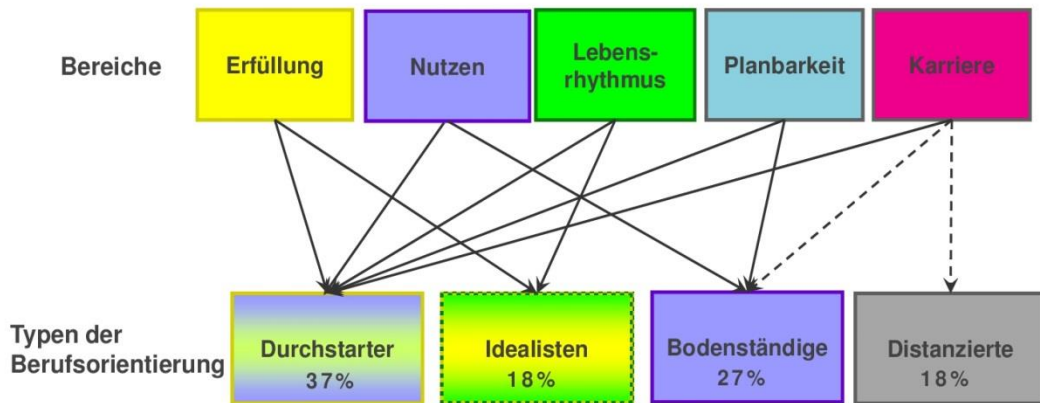 Bereiche
Erfüllung
Nutzen
Lebens-
rhythmus
Planbarkeit
Karriere
Typen der
Berufsorientierung
Durchstarter
37%
Idealisten
18%
Bodenständige
27%
Distanzierte
18%